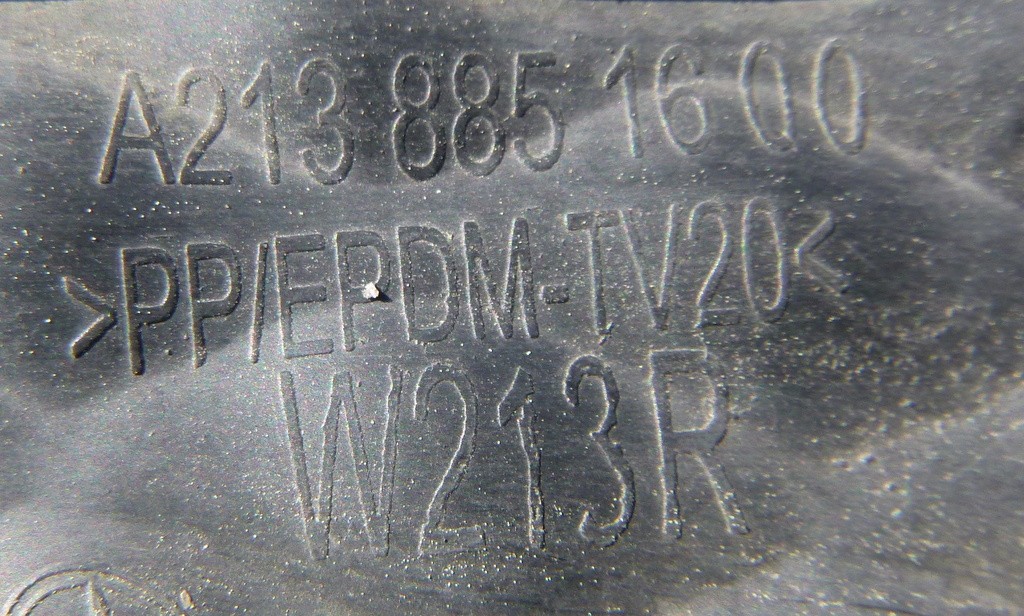 A213 885 16 00
>PP/EPDM-TV20<
W213R